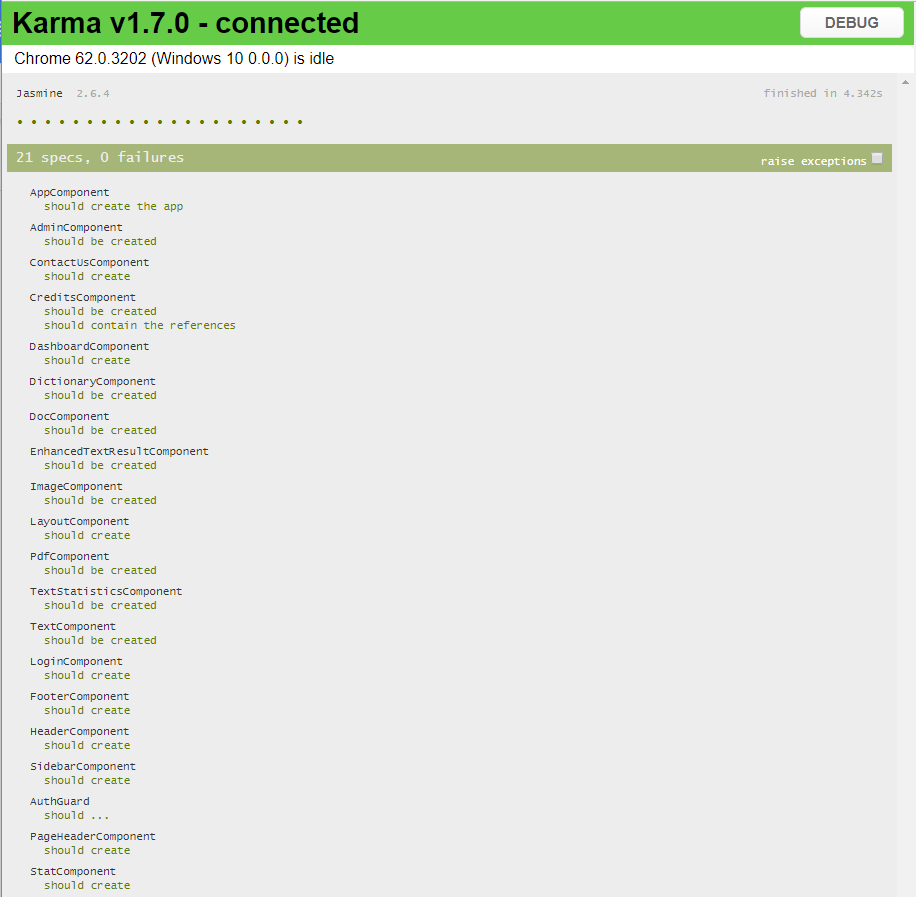 Karma v1.7.0 - connected
DEBUG
Chrome 62.0.3202 (Windows 10 0.0.0) is idle
Jasmine 2.6.4
finished in 4.342s
• • • • • • • • • • • • • • • • • • • • •
21 specs, 0 failures
raise exceptions
AppComponent
should create the app
AdminComponent
should be created
ContactUsComponent
should create
CreditsComponent
should be created
should contain the references
DashboardComponent
should create
DictionaryComponent
should be created
DocComponent
should be created
EnhancedTextResultComponent
should be created
ImageComponent
should be created
LayoutComponent
should create
PdfComponent
should be created
TextStatisticsComponent
should be created
TextComponent
should be created
LoginComponent
should create
FooterComponent
should create
HeaderComponent
should create
SidebarComponent
should create
AuthGuard
should ...
PageHeaderComponent
should create
StatComponent
should create